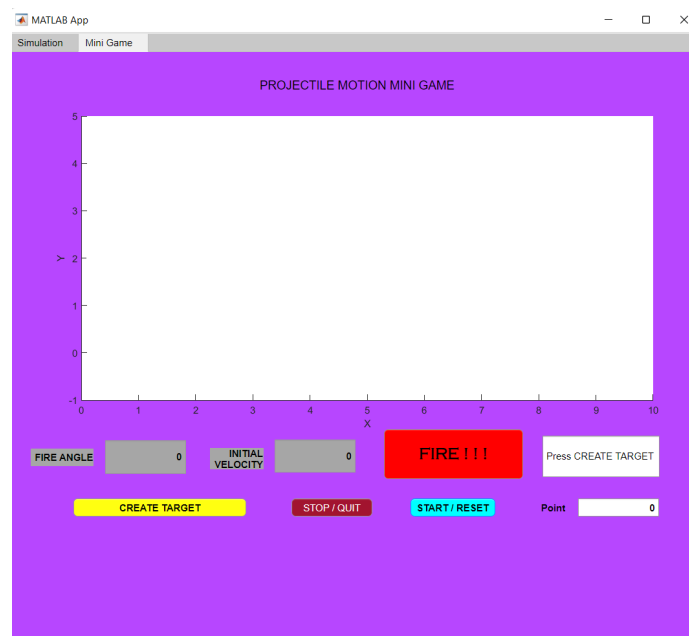 MATLAB App
Simulation Mini Game
PROJECTILE MOTION MINI GAME
5
4
3
2
1
0
-1
Y
0 1 2 3 4 5 6 7 8 9 10
X
FIRE ANGLE 0
INITIAL
VELOCITY 0
FIRE ! ! !
Press CREATE TARGET
CREATE TARGET
STOP / QUIT
START / RESET
Point 0